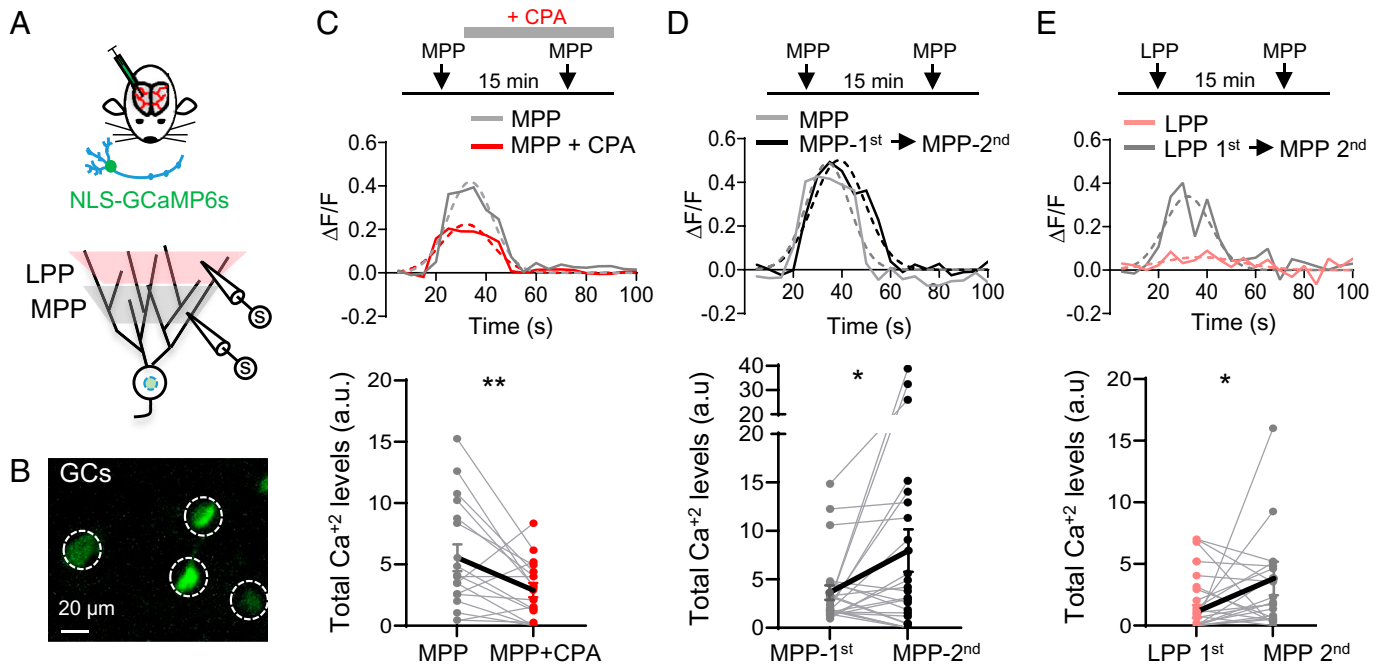 A
NLS-GCaMP6s
LPP
MPP
S
S
B
GCs
20 µm
C
+ CPA
MPP MPP
15 min
MPP
MPP + CPA
0.6
0.4
0.2
0.0
-0.2
ΔF/F
20 40 60 80 100
Time (s)
**
20
15
10
5
0
Total Ca+2 levels (a.u.)
MPP MPP+CPA
D
MPP MPP
15 min
MPP
MPP-1st MPP-2nd
0.6
0.4
0.2
0.0
-0.2
ΔF/F
20 40 60 80 100
Time (s)
*
40
30
20
20
15
10
5
0
Total Ca+2 levels (a.u)
MPP-1st MPP-2nd
E
LPP MPP
15 min
LPP
LPP 1st MPP 2nd
0.6
0.4
0.2
0.0
-0.2
ΔF/F
20 40 60 80 100
Time (s)
*
20
15
10
5
0
Total Ca+2 levels (a.u.)
LPP 1st MPP 2nd